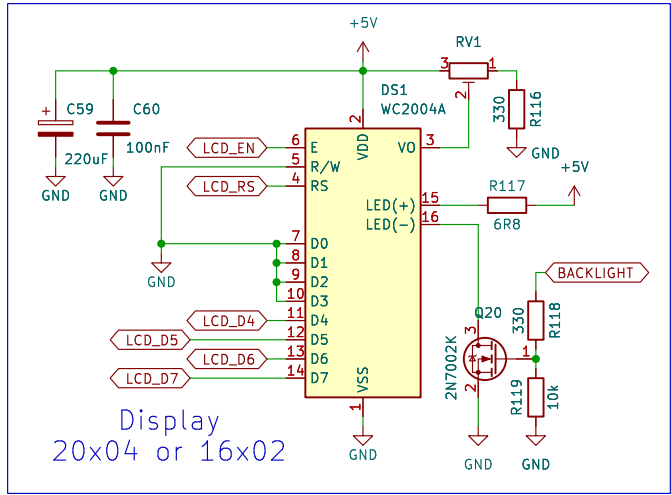 +5V
RV1
3
1
2
DS1
WC2004A
330
R116
GND
+
C59
C60
220uF
100nF
GND
GND
2
VDD
LCD_EN
6
E
VO
3
5
R/W
LCD_RS
4
RS
+5V
R117
6R8
LED(+)
15
LED(-)
16
7
D0
8
D1
9
D2
10
D3
GND
BACKLIGHT
330
R118
Q20
3
1
2
2N7002K
LCD_D4
11
D4
LCD_D5
12
D5
LCD_D6
13
D6
LCD_D7
14
D7
R119
10k
VSS
1
GND
GND
GND
Display
20x04 or 16x02